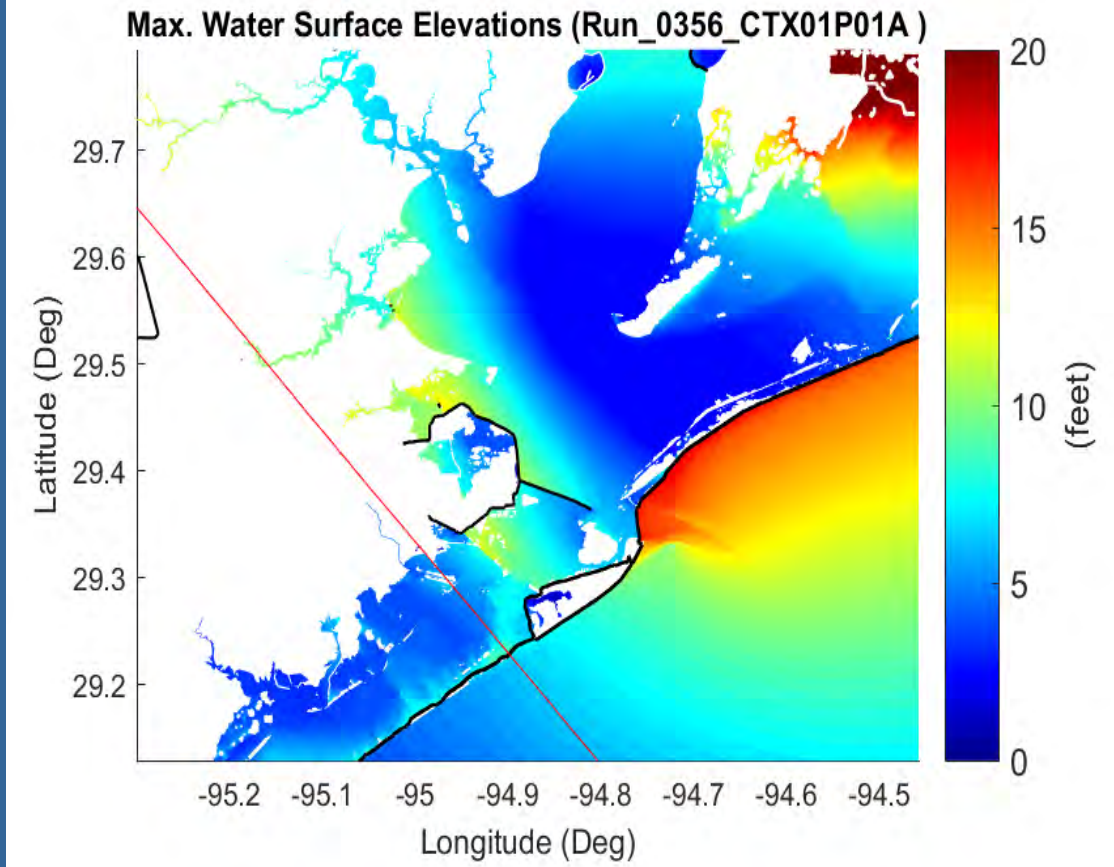 Max. Water Surface Elevations (Run_0356_CTX01P01A )
20
15
10
5
0
(feet)
29.7
29.6
29.5
29.4
29.3
29.2
Latitude (Deg)
-95.2 -95.1 -95 -94.9 -94.8 -94.7 -94.6 -94.5
Longitude (Deg)